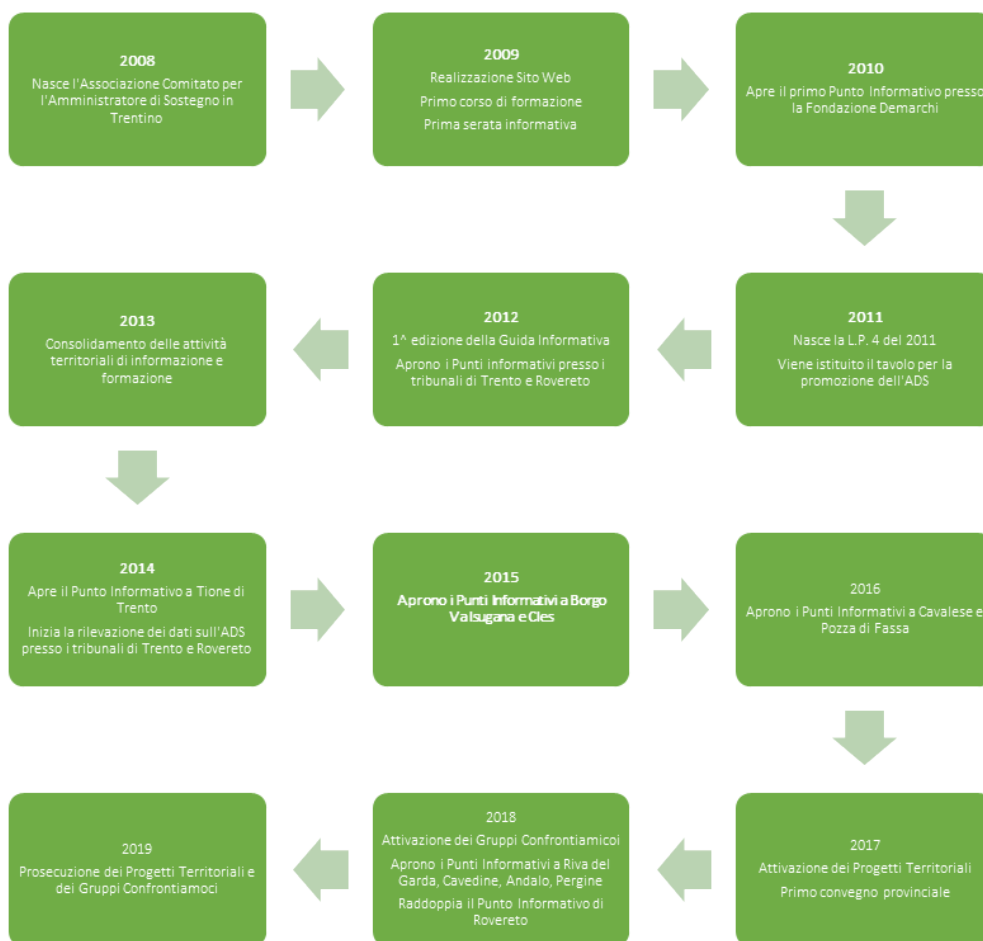 2008
Nasce l'Associazione Comitato per
l'Amministratore di Sostegno in
Trentino
2009
Realizzazione Sito Web
Primo corso di formazione
Prima serata informativa
2010
Apre il primo Punto Informativo presso
la Fondazione Demarchi
2011
Nasce la L.P. 4 del 2011
Viene istituito il tavolo per la
promozione dell'ADS
2012
1^ edizione della Guida Informativa
Aprono i Punti informativi presso i
tribunali di Trento e Rovereto
2013
Consolidamento delle attività
territoriali di informazione e
formazione
2014
Apre il Punto Informativo a Tione di
Trento
Inizia la rilevazione dei dati sull'ADS
presso i tribunali di Trento e Rovereto
2015
Aprono i Punti Informativi a Borgo
Valsugana e Cles
2016
Aprono i Punti Informativi a Cavalese e
Pozza di Fassa
2017
Attivazione dei Progetti Territoriali
Primo convegno provinciale
2018
Attivazione dei Gruppi Confrontiamicoi
Aprono i Punti Informativi a Riva del
Garda, Cavedine, Andalo, Pergine
Raddoppia il Punto Informativo di
Rovereto
2019
Prosecuzione dei Progetti Territoriali e
dei Gruppi Confrontiamoci